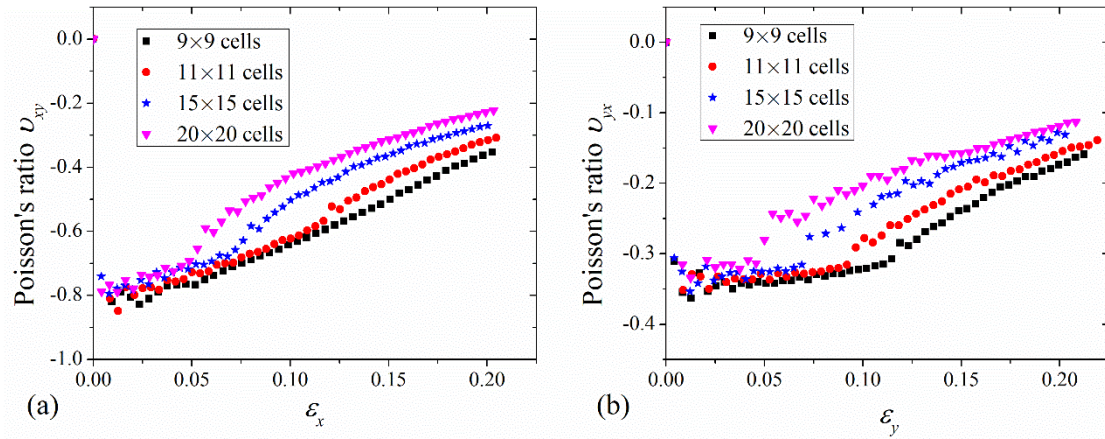 0.0
-0.2
-0.4
-0.6
-0.8
-1.0
Poisson's ratio υxy
9×9 cells
11×11 cells
15×15 cells
20×20 cells
0.00
0.05
0.10
0.15
0.20
(a)
εx
0.0
-0.1
-0.2
-0.3
-0.4
Poisson's ratio υyx
9×9 cells
11×11 cells
15×15 cells
20×20 cells
0.00
0.05
0.10
0.15
0.20
(b)
εy